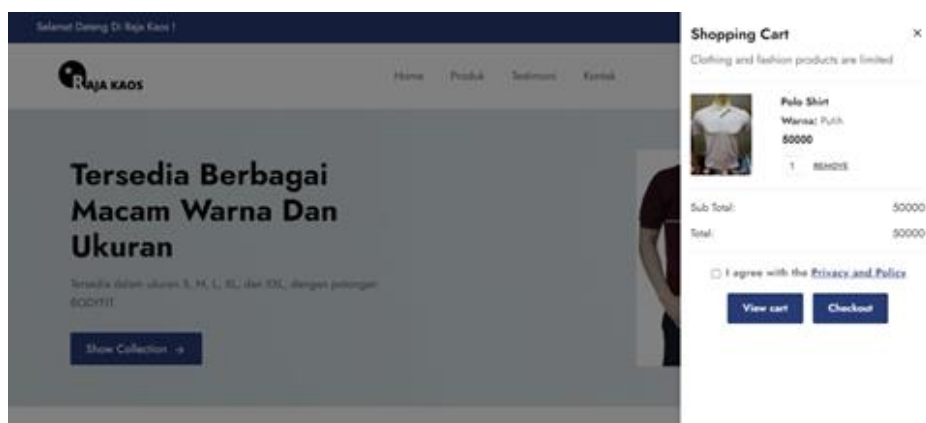 Selamat Datang Di Raja Kaos !
RAJA KAOS
Home Produk Testimoni Kontak
Tersedia Berbagai
Macam Warna Dan
Ukuran
Tersedia dalam ukuran S, M, L, XL, dan XXL, dengan potongan
BODYFIT
Show Collection →
Shopping Cart ×
Clothing and fashion products are limited
Polo Shirt
Warna: Putih
50000
1 REMOVE
Sub Total: 50000
Total: 50000
I agree with the Privacy and Policy
View cart Checkout